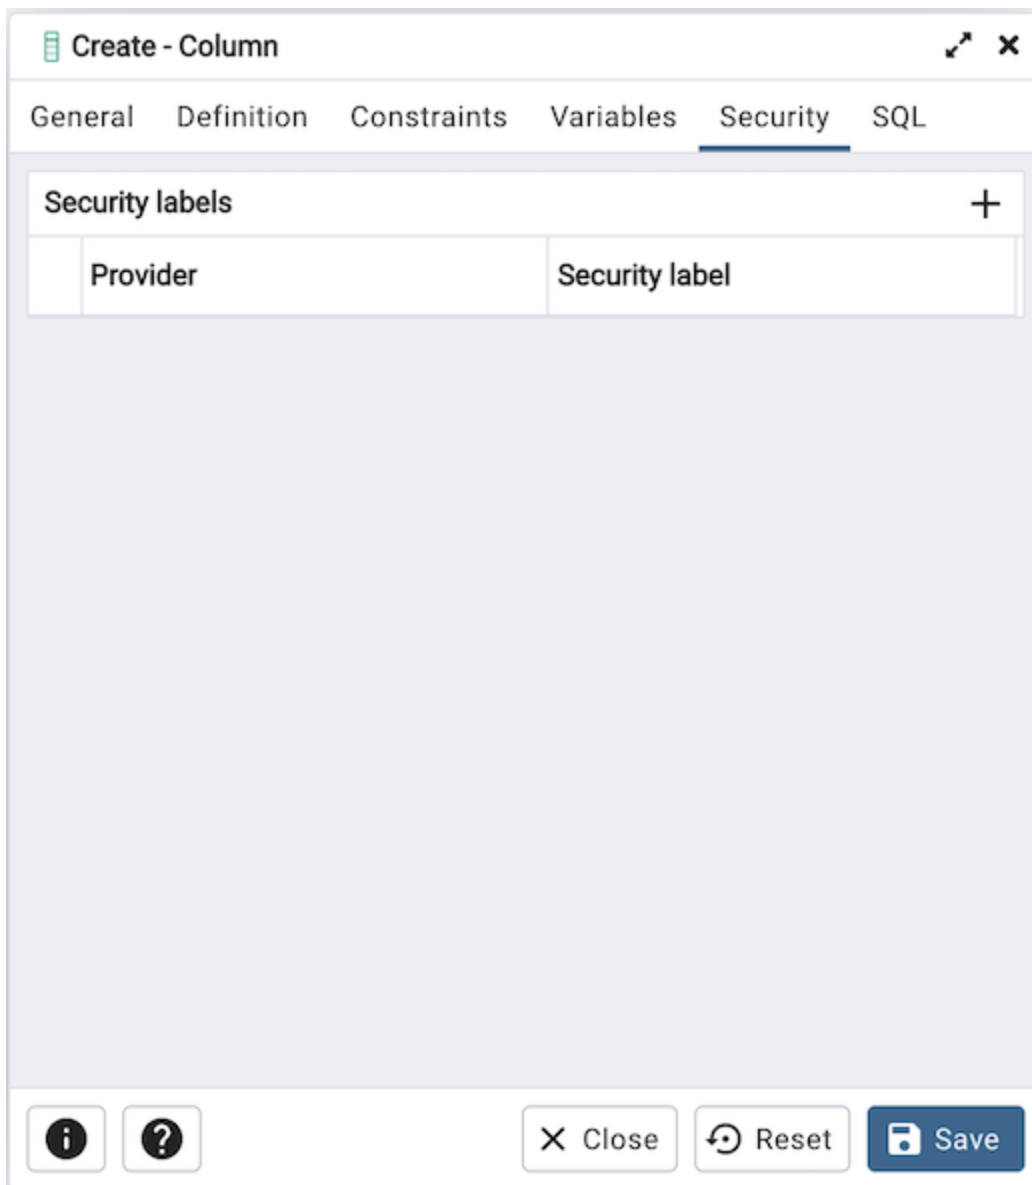 Create - Column
General Definition Constraints Variables Security SQL
Security labels
Provider Security label
Close Reset Save